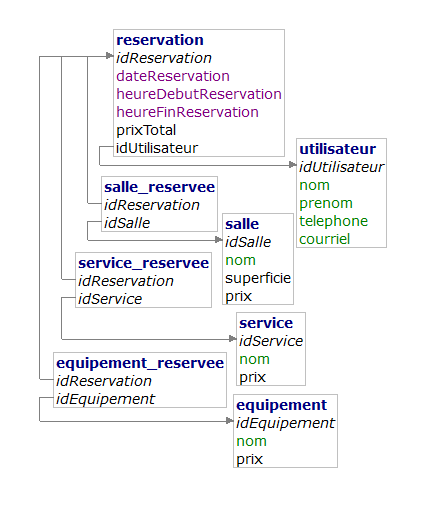 reservation
idReservation
dateReservation
heureDebutReservation
heureFinReservation
prixTotal
idUtilisateur
utilisateur
idUtilisateur
nom
prenom
telephone
courriel
salle_reservee
idReservation
idSalle
salle
idSalle
nom
superficie
prix
service_reservee
idReservation
idService
service
idService
nom
prix
equipement_reservee
idReservation
idEquipement
equipement
idEquipement
nom
prix